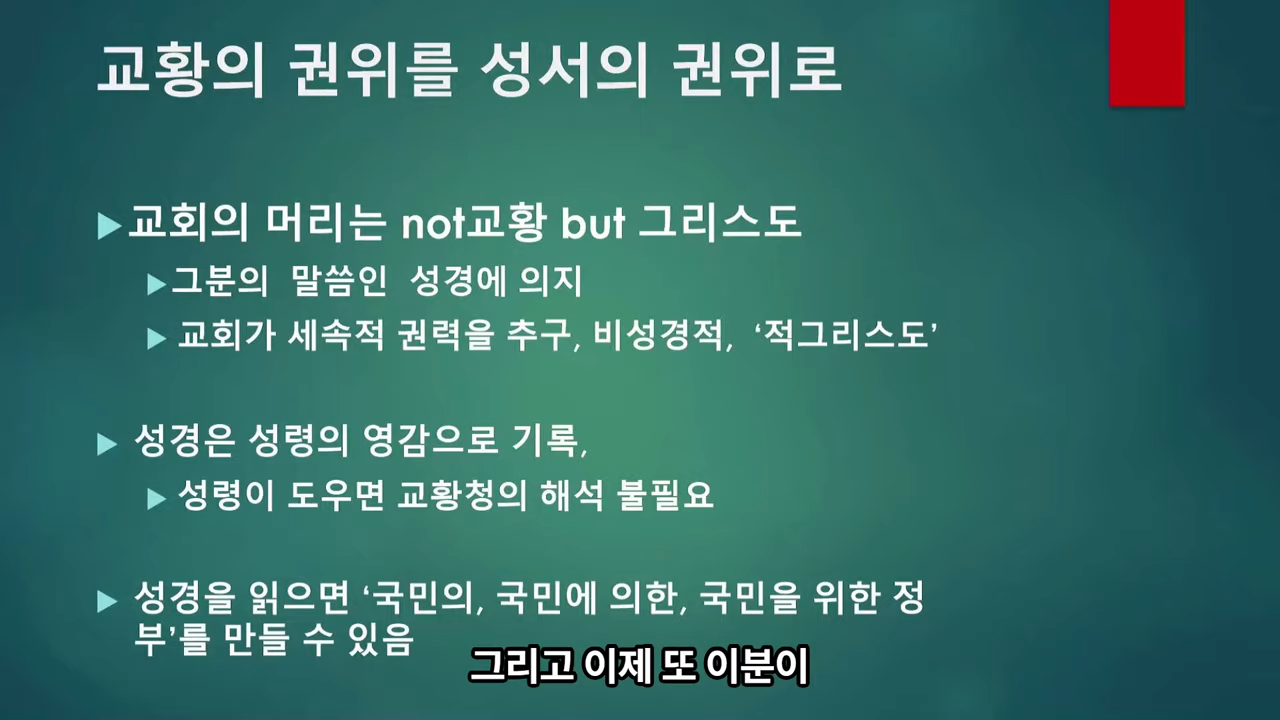 교황의 권위를 성서의 권위로
▶교회의 머리는 not교황 but 그리스도
▶그분의 말씀인 성경에 의지
▶ 교회가 세속적 권력을 추구, 비성경적, ‘적그리스도’
▶ 성경은 성령의 영감으로 기록,
▶ 성령이 도우면 교황청의 해석 불필요
▶ 성경을 읽으면 ‘국민의, 국민에 의한, 국민을 위한 정
부’를 만들 수 있음
그리고 이제 또 이분이